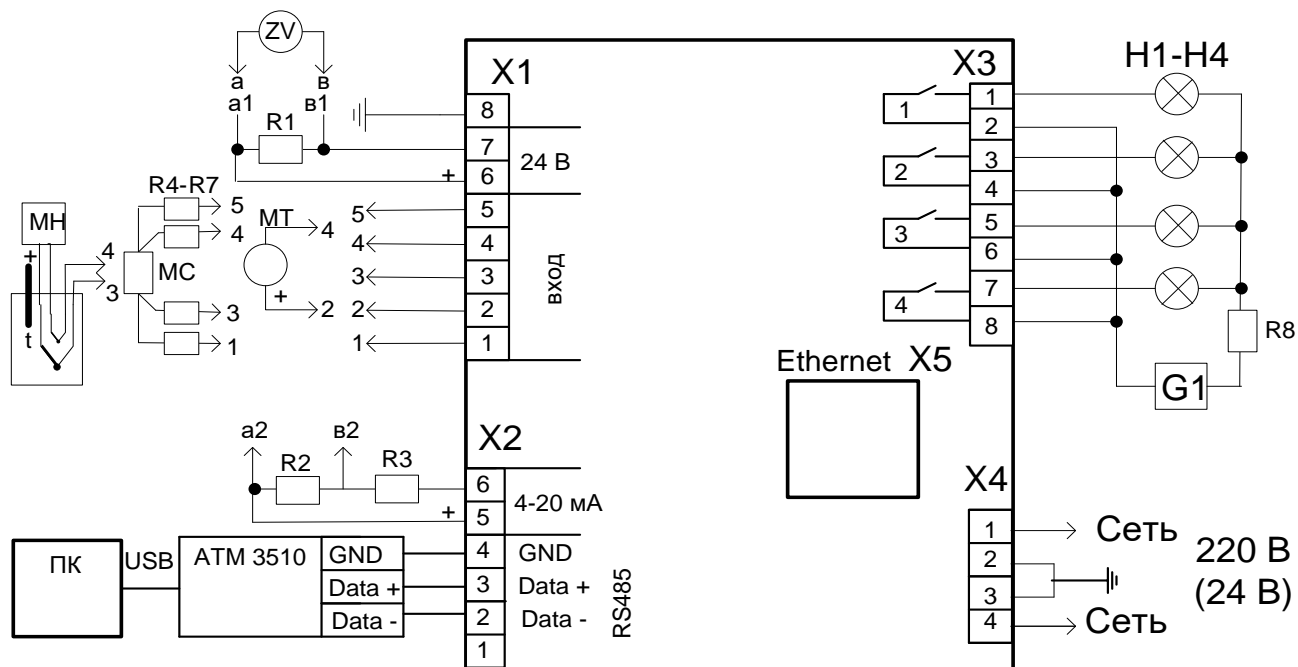 ZV
а в
а1 в1
R1
X1
8
7
6
24 В
+
R4-R7
5
4
3
1
МН
+
t
4
3
МС
МТ
4
+
2
5
4
3
2
1
5
4
3
2
1
вход
X3
1
2
3
4
5
6
7
8
1
2
3
4
H1-H4
R8
G1
Ethernet X5
а2 в2
R2 R3
X2
6
5
4-20 мА
+
4 GND
3 Data +
2 Data -
1
RS485
ПК
USB
АТМ 3510
GND
Data +
Data -
X4
1
2
3
4
Сеть
220 В
(24 В)
Сеть